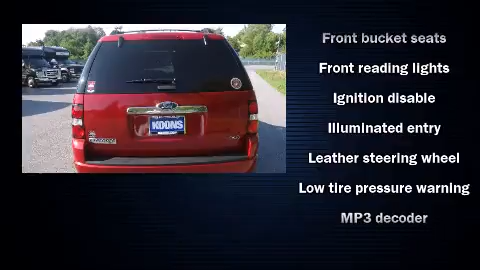 Front bucket seats
Front reading lights
Ignition disable
Illuminated entry
Leather steering wheel
Low tire pressure warning
MP3 decoder
Ford
KOONS